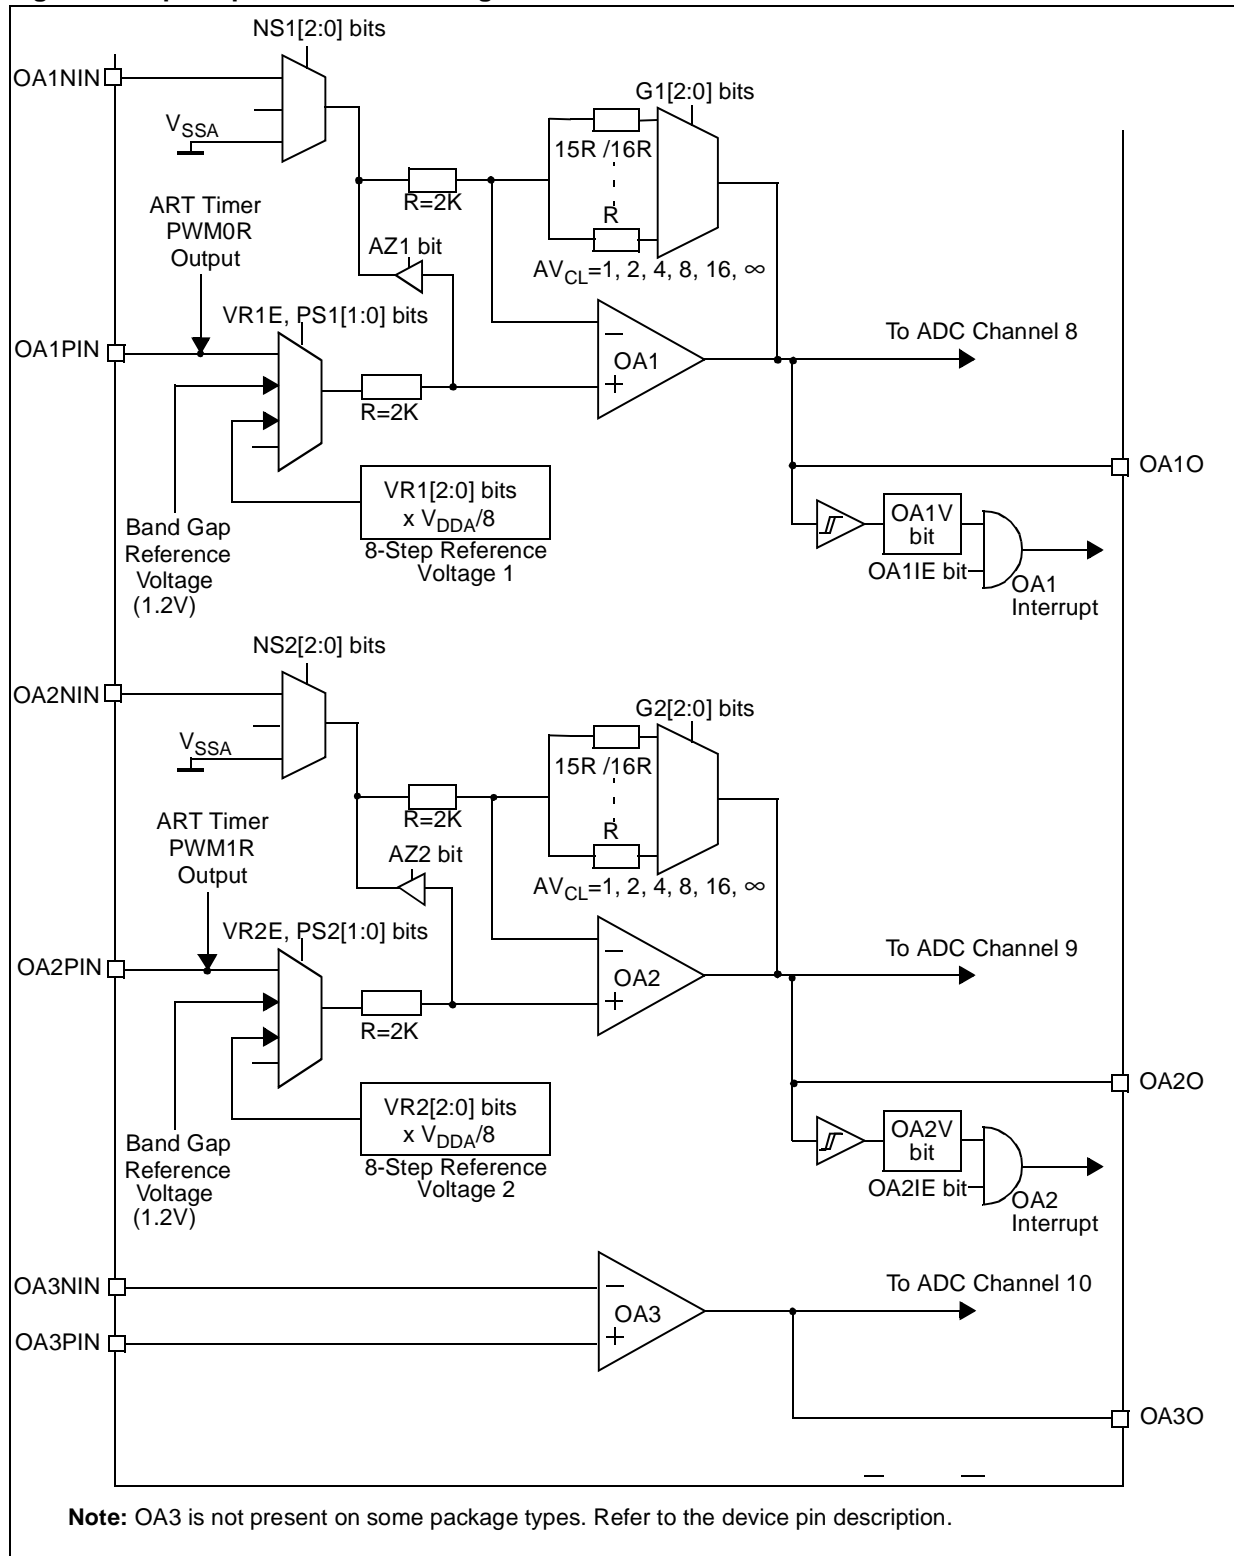 NS1[2:0] bits
OA1NIN
G1[2:0] bits
VSSA
15R /16R
R=2K
R
ART Timer
PWM0R
Output
AZ1 bit
AVCL=1, 2, 4, 8, 16, ∞
VR1E, PS1[1:0] bits
To ADC Channel 8
OA1PIN
OA1
R=2K
OA1O
VR1[2:0] bits
x VDDA/8
8-Step Reference
Voltage 1
Band Gap
Reference
Voltage
(1.2V)
OA1V
bit
OA1IE bit
OA1
Interrupt
NS2[2:0] bits
OA2NIN
G2[2:0] bits
VSSA
15R /16R
R=2K
R
ART Timer
PWM1R
Output
AZ2 bit
AVCL=1, 2, 4, 8, 16, ∞
VR2E, PS2[1:0] bits
To ADC Channel 9
OA2PIN
OA2
R=2K
OA2O
VR2[2:0] bits
x VDDA/8
8-Step Reference
Voltage 2
Band Gap
Reference
Voltage
(1.2V)
OA2V
bit
OA2IE bit
OA2
Interrupt
OA3NIN
To ADC Channel 10
OA3
OA3PIN
OA3O
Note: OA3 is not present on some package types. Refer to the device pin description.